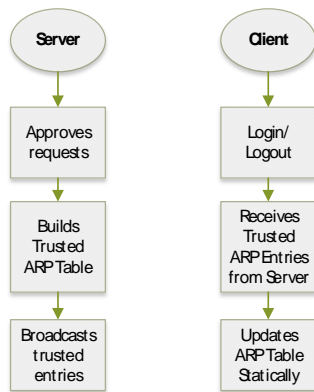 Server
Approves
requests
Builds
Trusted
ARP Table
Broadcasts
trusted
entries
Client
Login/
Logout
Receives
Trusted
ARP Entries
from Server
Updates
ARP Table
Statically